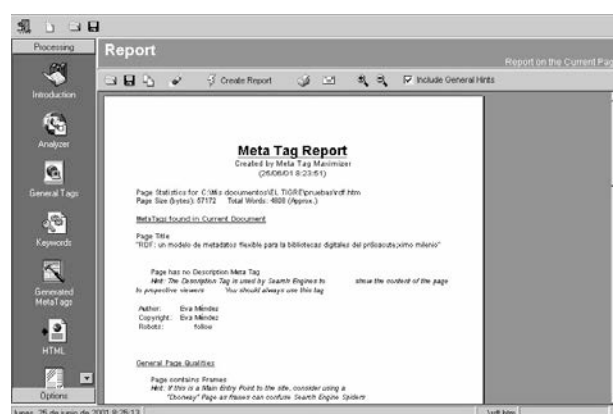 Processing
Report
Report on the Current Pag
Create Report
Include General Hints
Introduction
Analyzer
General Tags
Keywords
Generated
MetaTags
HTML
Options
Meta Tag Report
Created by Meta Tag Maximizer
(25/06/01 8:23:51)
Page Statistics for C:\Mis documentos\EL TIGRE\pruebas\rdf.htm
Page Size (bytes): 57172 Total Words: 4808 (Approx.)
MetaTags found in Current Document
Page Title
"RDF: un modelo de metadatos flexible para la bibliotecas digitales del pr&oacute;ximo milenio"
Page has no Description Meta Tag
Hint: The Description Tag is used by Search Engines to show the content of the page
to prospective viewers You should always use this tag
Author: Eva Méndez
Copyright: Eva Méndez
Robots: follow
General Page Qualities
Page contains Frames
Hint: If this is a Main Entry Point to the site, consider using a
"Doorway" Page as frames can confuse Search Engine Spiders
lunes, 25 de junio de 2001 8:25:13
\rdf.htm